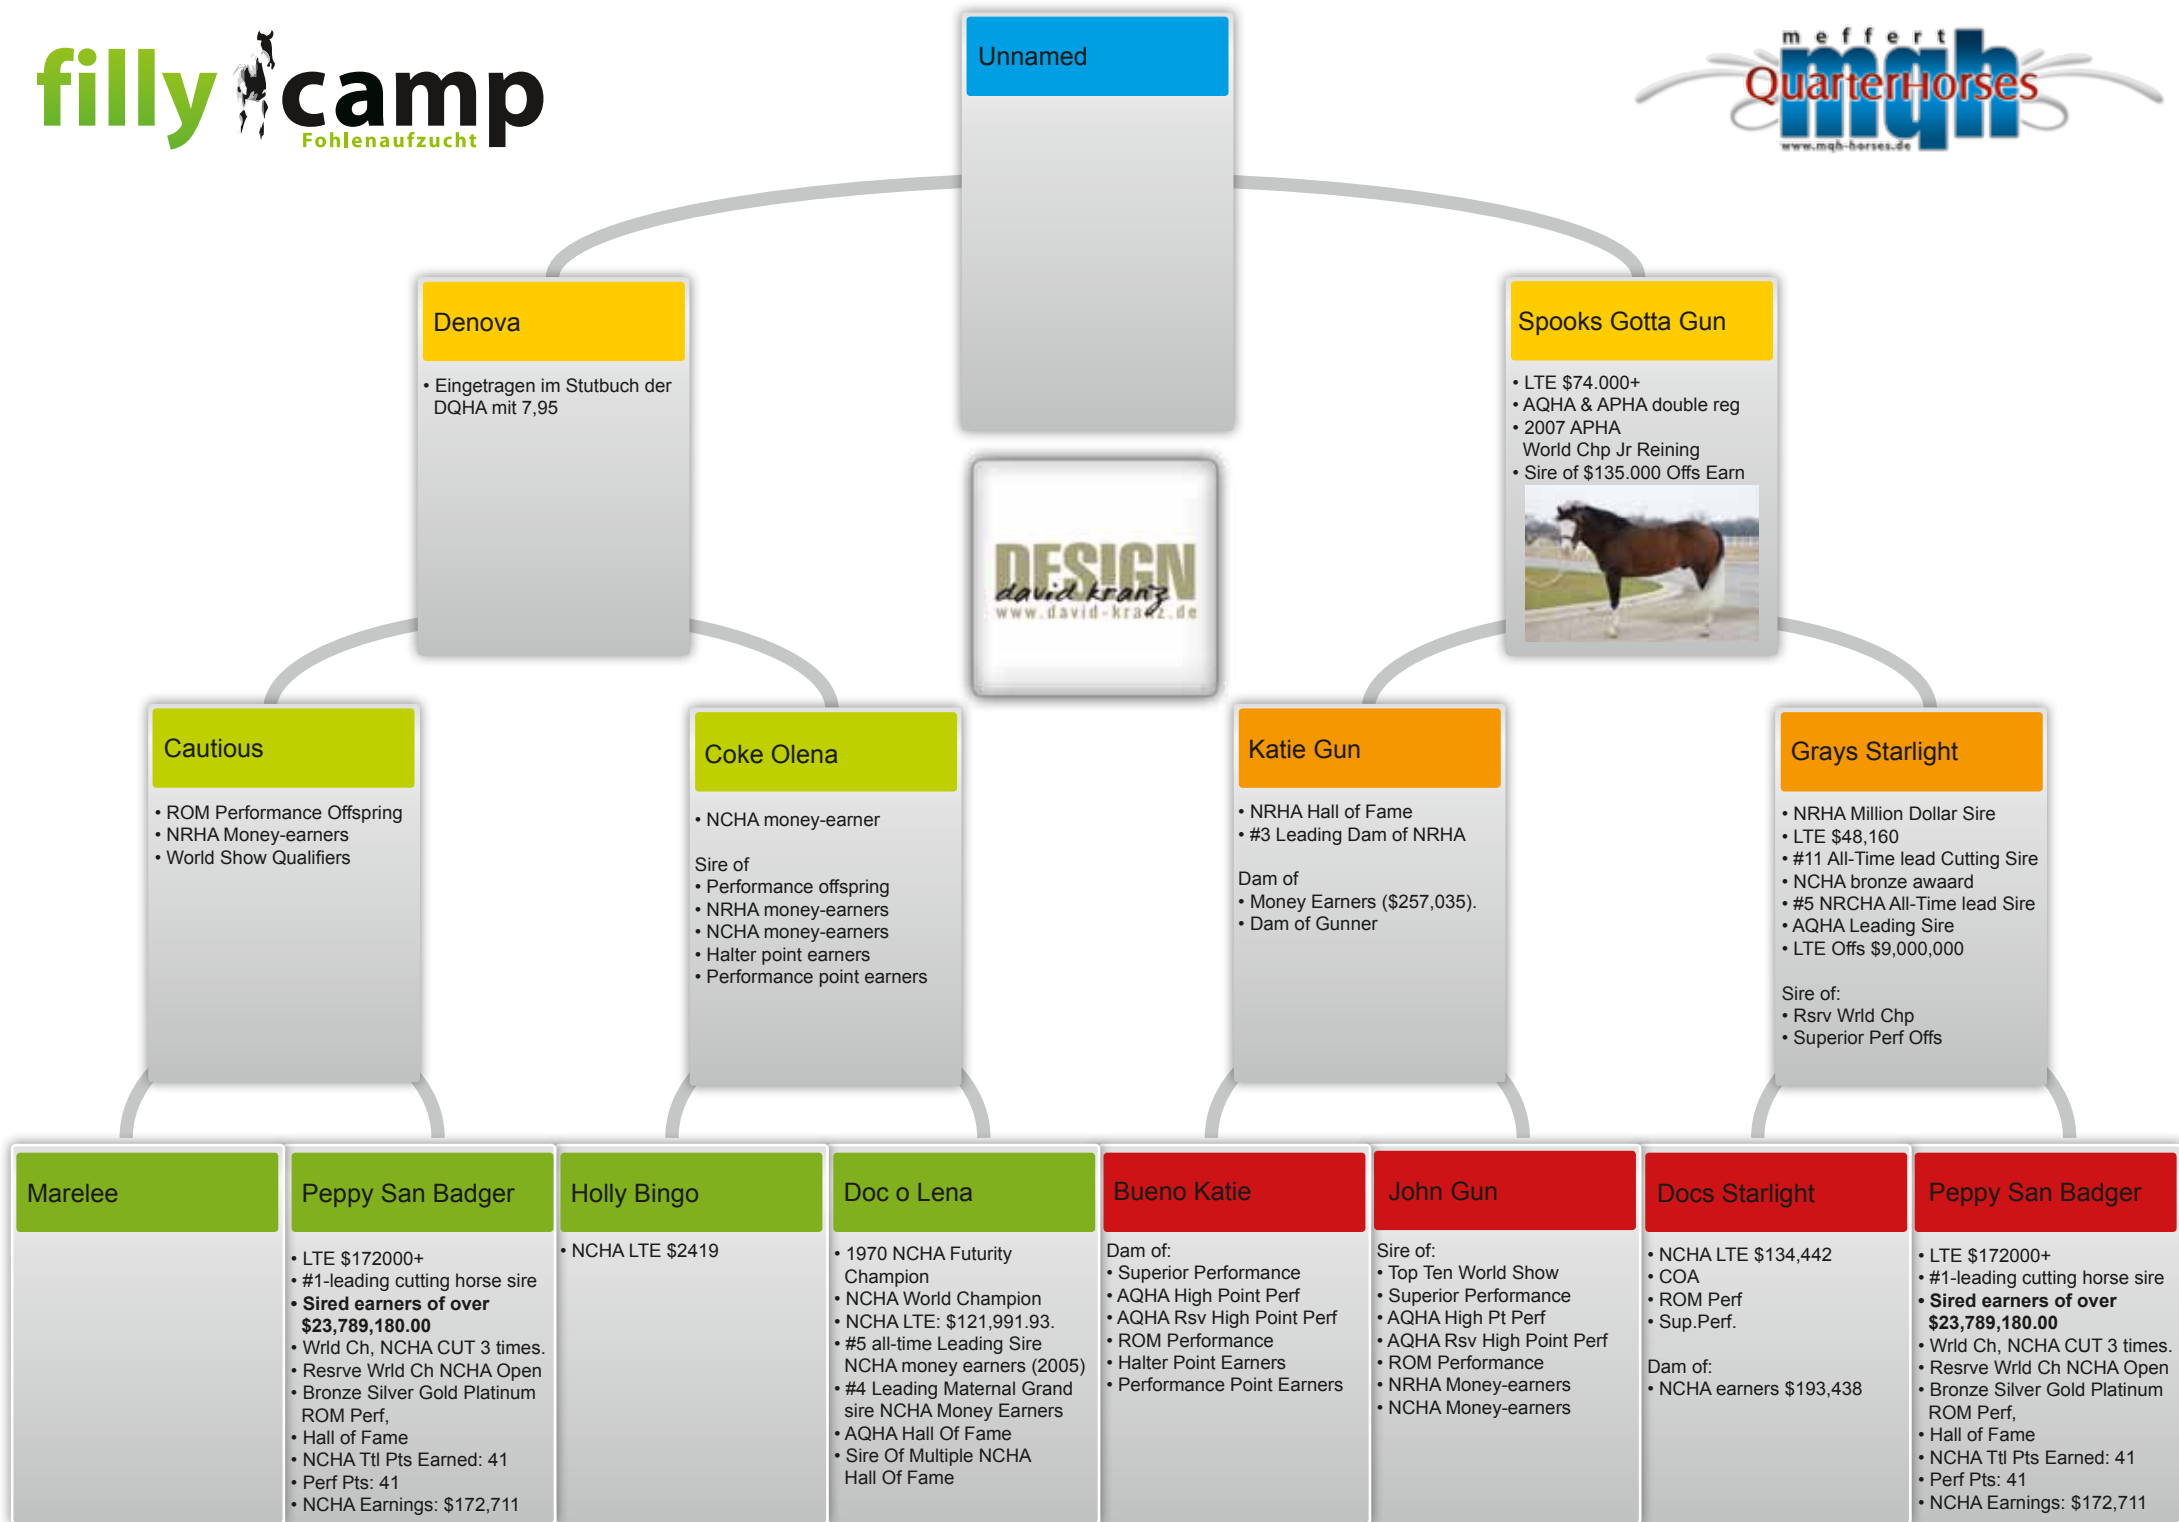 filly camp
Fohlenaufzucht
meffert
mqh
QuarterHorses
www.mqh-horses.de
Unnamed
Denova
• Eingetragen im Stutbuch der
DQHA mit 7,95
Spooks Gotta Gun
• LTE $74.000+
• AQHA & APHA double reg
• 2007 APHA
World Chp Jr Reining
• Sire of $135.000 Offs Earn
DESIGN
david kranz
www.david-kranz.de
Cautious
• ROM Performance Offspring
• NRHA Money-earners
• World Show Qualifiers
Coke Olena
• NCHA money-earner
Sire of
• Performance offspring
• NRHA money-earners
• NCHA money-earners
• Halter point earners
• Performance point earners
Katie Gun
• NRHA Hall of Fame
• #3 Leading Dam of NRHA
Dam of
• Money Earners ($257,035).
• Dam of Gunner
Grays Starlight
• NRHA Million Dollar Sire
• LTE $48,160
• #11 All-Time lead Cutting Sire
• NCHA bronze awaard
• #5 NRCHA All-Time lead Sire
• AQHA Leading Sire
• LTE Offs $9,000,000
Sire of:
• Rsrv Wrld Chp
• Superior Perf Offs
Marelee
Peppy San Badger
• LTE $172000+
• #1-leading cutting horse sire
• Sired earners of over
$23,789,180.00
• Wrld Ch, NCHA CUT 3 times.
• Resrve Wrld Ch NCHA Open
• Bronze Silver Gold Platinum
ROM Perf,
• Hall of Fame
• NCHA Ttl Pts Earned: 41
• Perf Pts: 41
• NCHA Earnings: $172,711
Holly Bingo
• NCHA LTE $2419
Doc o Lena
• 1970 NCHA Futurity
Champion
• NCHA World Champion
• NCHA LTE: $121,991.93.
• #5 all-time Leading Sire
NCHA money earners (2005)
• #4 Leading Maternal Grand
sire NCHA Money Earners
• AQHA Hall Of Fame
• Sire Of Multiple NCHA
Hall Of Fame
Bueno Katie
Dam of:
• Superior Performance
• AQHA High Point Perf
• AQHA Rsv High Point Perf
• ROM Performance
• Halter Point Earners
• Performance Point Earners
John Gun
Sire of:
• Top Ten World Show
• Superior Performance
• AQHA High Pt Perf
• AQHA Rsv High Point Perf
• ROM Performance
• NRHA Money-earners
• NCHA Money-earners
Docs Starlight
• NCHA LTE $134,442
• COA
• ROM Perf
• Sup.Perf.
Dam of:
• NCHA earners $193,438
Peppy San Badger
• LTE $172000+
• #1-leading cutting horse sire
• Sired earners of over
$23,789,180.00
• Wrld Ch, NCHA CUT 3 times.
• Resrve Wrld Ch NCHA Open
• Bronze Silver Gold Platinum
ROM Perf,
• Hall of Fame
• NCHA Ttl Pts Earned: 41
• Perf Pts: 41
• NCHA Earnings: $172,711